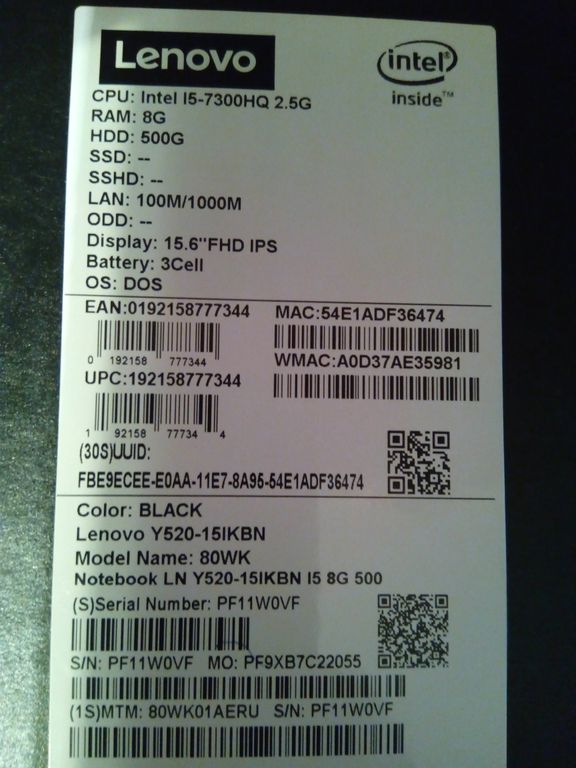 Lenovo
intel
inside™
CPU: Intel I5-7300HQ 2.5G
RAM: 8G
HDD: 500G
SSD: --
SSHD: --
LAN: 100M/1000M
ODD: --
Display: 15.6"FHD IPS
Battery: 3Cell
OS: DOS
EAN:0192158777344
MAC:54E1ADF36474
0 192158 777344
WMAC:A0D37AE35981
UPC:192158777344
1 92158 77734 4
(30S)UUID:
FBE9ECEE-E0AA-11E7-8A95-54E1ADF36474
Color: BLACK
Lenovo Y520-15IKBN
Model Name: 80WK
Notebook LN Y520-15IKBN I5 8G 500
(S)Serial Number: PF11W0VF
S/N: PF11W0VF MO: PF9XB7C22055
(1S)MTM: 80WK01AERU S/N: PF11W0VF